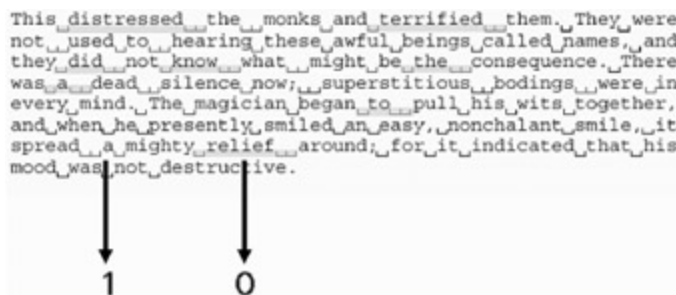 This distressed the monks and terrified them. They were
not used to hearing these awful beings called names, and
they did not know what might be the consequence. There
was a dead silence now; superstitious bodings were in
every mind. The magician began to pull his wits together,
and when he presently smiled an easy, nonchalant smile, it
spread a mighty relief around; for it indicated that his
mood was not destructive.
1 0